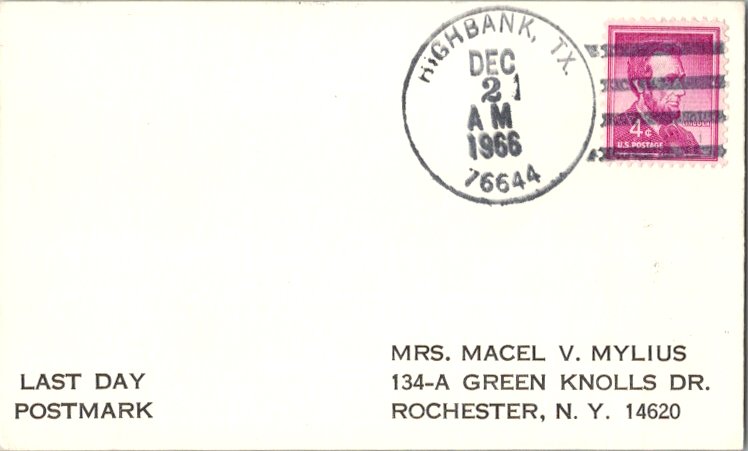 HIGHBANK, TX.
DEC
21
AM
1966
76644
4¢
U.S. POSTAGE
LAST DAY
POSTMARK
MRS. MACEL V. MYLIUS
134-A GREEN KNOLLS DR.
ROCHESTER, N. Y. 14620